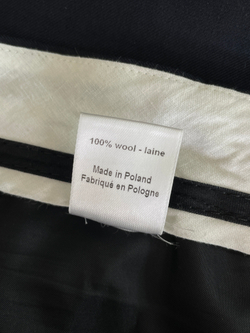 100% wool - laine
Made in Poland
Fabriqué en Pologne